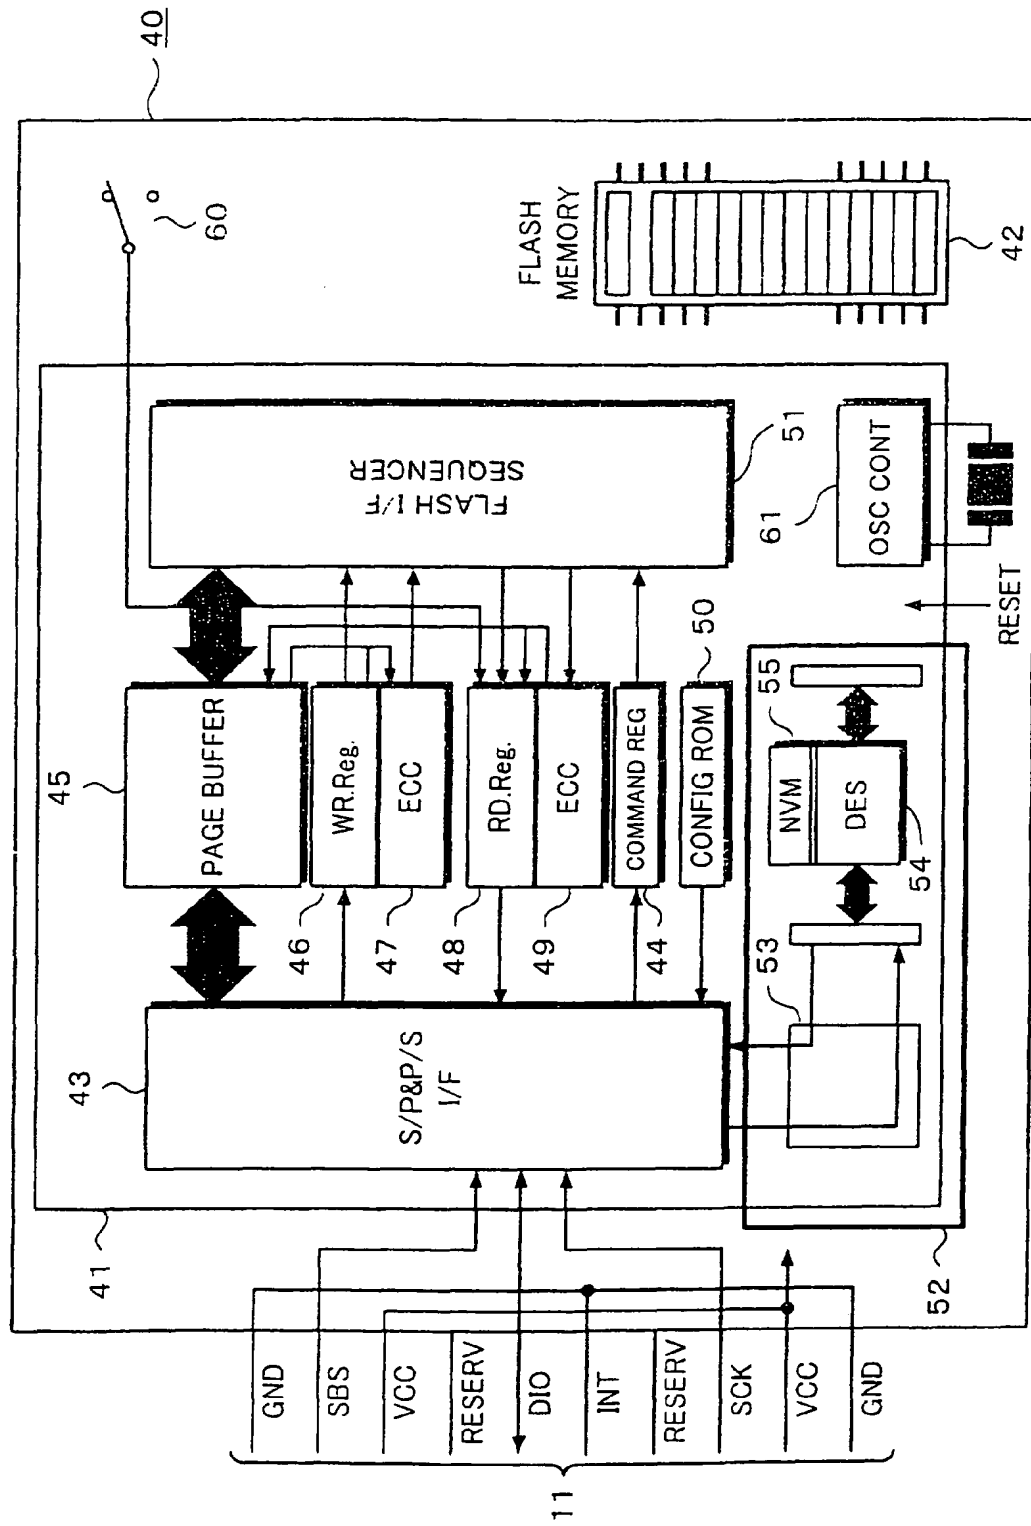 40
60
FLASH
MEMORY
42
41
43
S/P&P/S
I/F
45
PAGE BUFFER
46
WR.Reg.
47
ECC
48
RD.Reg.
49
ECC
44
COMMAND REG
50
CONFIG ROM
FLASH I/F
SEQUENCER
51
61
OSC CONT
RESET
52
53
NVM
55
DES
54
GND
SBS
VCC
RESERV
DIO
INT
RESERV
SCK
VCC
GND
11